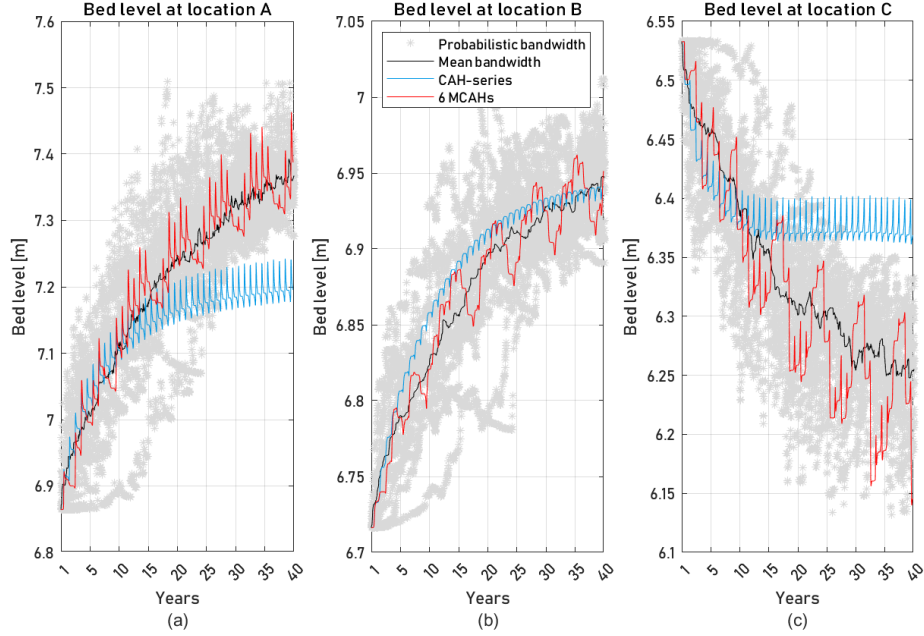 Bed level at location A
Bed level [m]
7.6
7.5
7.4
7.3
7.2
7.1
7
6.9
6.8
1 5 10 15 20 25 30 35 40
Years
(a)
Bed level at location B
Probabilistic bandwidth
Mean bandwidth
CAH-series
6 MCAHs
Bed level [m]
7.05
7
6.95
6.9
6.85
6.8
6.75
6.7
1 5 10 15 20 25 30 35 40
Years
(b)
Bed level at location C
Bed level [m]
6.55
6.5
6.45
6.4
6.35
6.3
6.25
6.2
6.15
6.1
1 5 10 15 20 25 30 35 40
Years
(c)